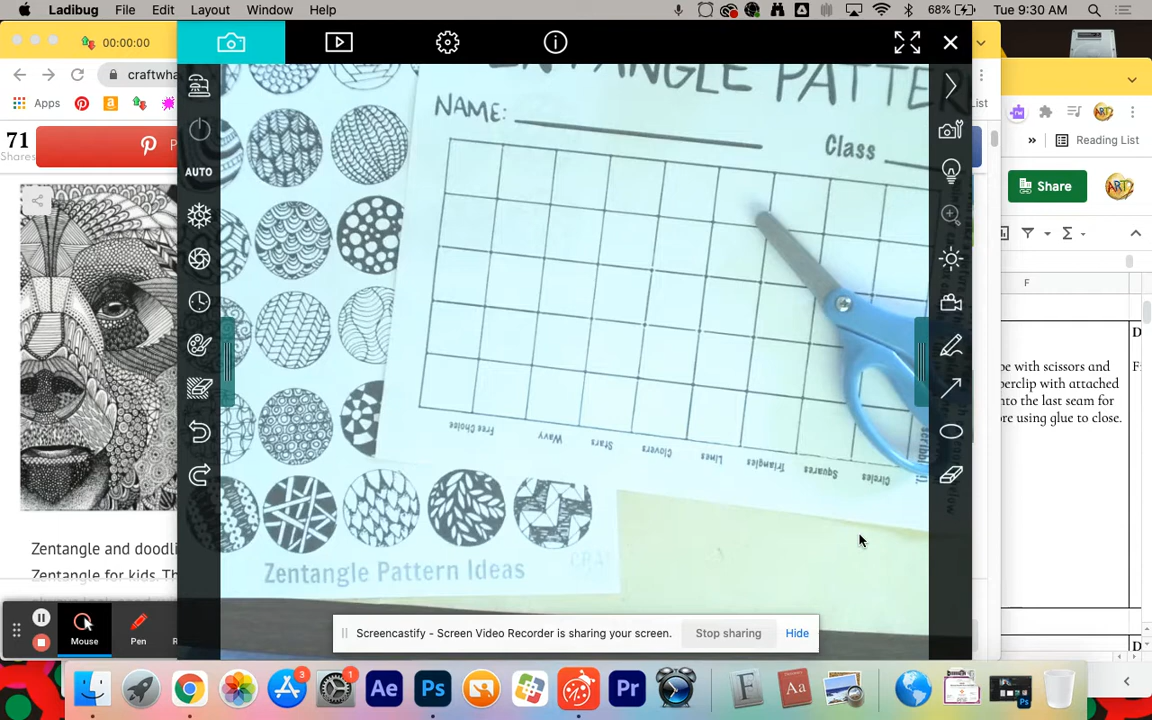 Ladibug File Edit Layout Window Help
68% Tue 9:30 AM
00:00:00
craftwha
Apps
List
Reading List
71
Shares
Share
AUTO
NAME:
Class
Free Choice Wavy Stars Clovers Lines Triangles Squares Circles
Zentangle Pattern Ideas
F
D
be with scissors and
perclip with attached
nto the last seam for
ore using glue to close.
Zentangle and doodli
Zentangle for kids. Th
Mouse
Pen
R
Screencastify - Screen Video Recorder is sharing your screen. Stop sharing Hide
3
1
Ae
Ps
Pr
Aa